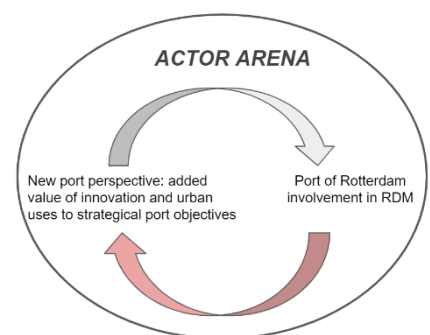 ACTOR ARENA
New port perspective: added
value of innovation and urban
uses to strategical port objectives
Port of Rotterdam
involvement in RDM